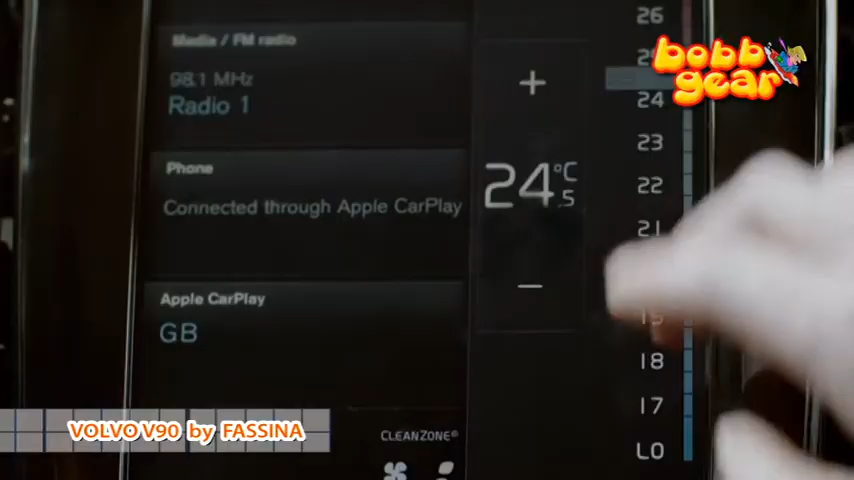 bobb
gear
Media / FM radio
98.1 MHz
Radio 1
Phone
Connected through Apple CarPlay
Apple CarPlay
GB
+
24.5 °C
−
26
24
23
22
21
18
17
LO
CLEANZONE®
VOLVO V90 by FASSINA